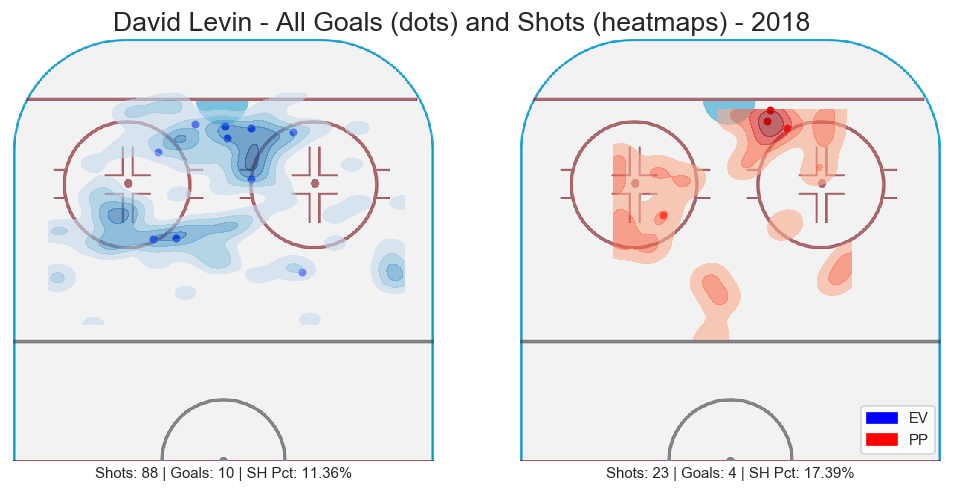 David Levin - All Goals (dots) and Shots (heatmaps) - 2018
EV
PP
Shots: 88 | Goals: 10 | SH Pct: 11.36%
Shots: 23 | Goals: 4 | SH Pct: 17.39%